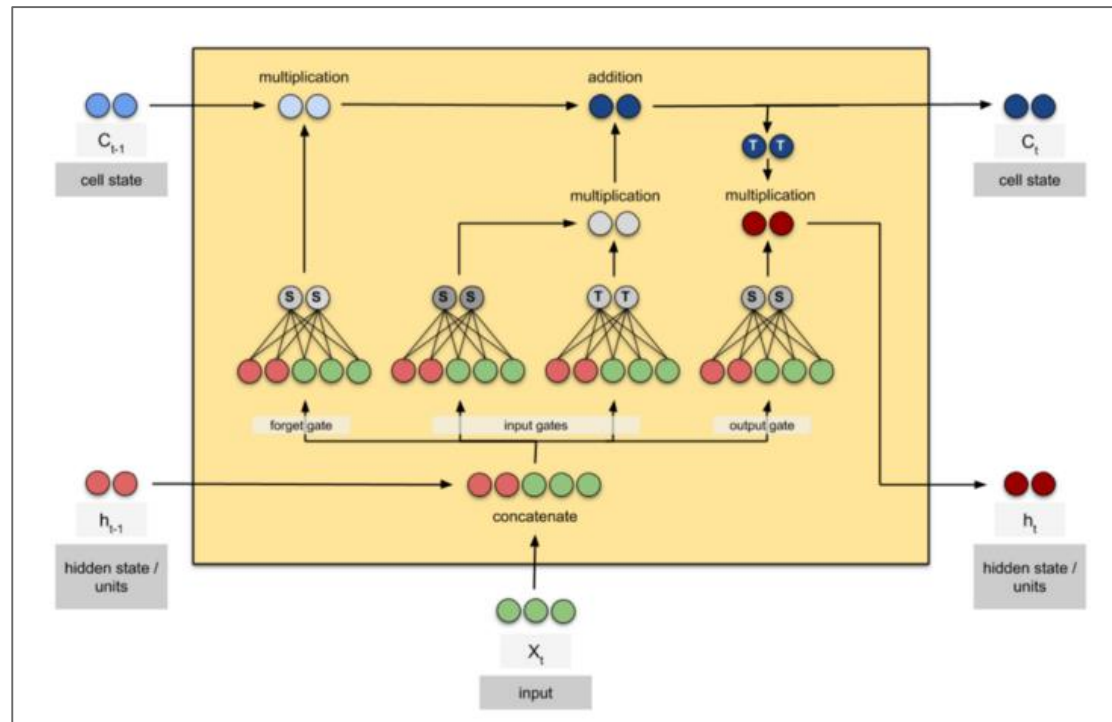 multiplication
addition
C t-1
cell state
T T
C t
cell state
multiplication
multiplication
S S
S S
T T
S S
forget gate
input gates
output gate
h t-1
hidden state /
units
concatenate
h t
hidden state /
units
X t
input